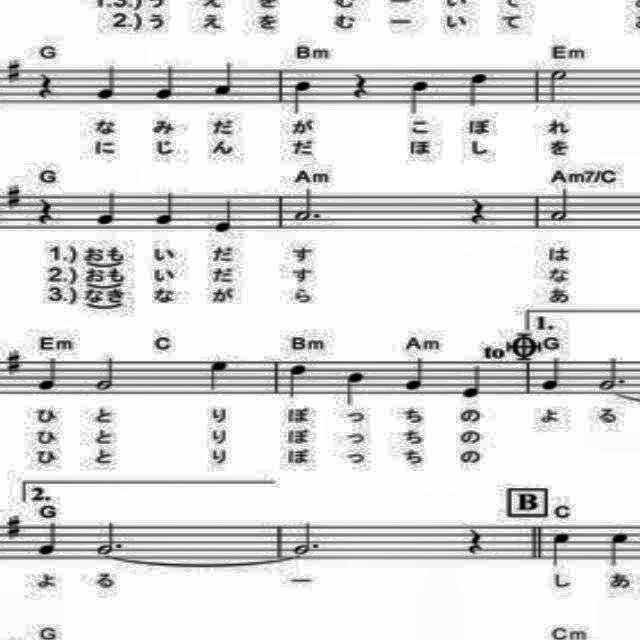 1.3.)う え を む ー い て
2.)う え を む ー い て
G Bm Em
な み だ が こ ぼ れ
に じ ん だ ほ し を
G Am Am7/C
1.) おも い だ す は
2.) おも い だ す な
3.) なき な が ら あ
1.
Em C Bm Am to G
ひ と り ぼ っ ち の よ る
ひ と り ぼ っ ち の
ひ と り ぼ っ ち の
2.
G B C
よ る ー し あ
G Cm